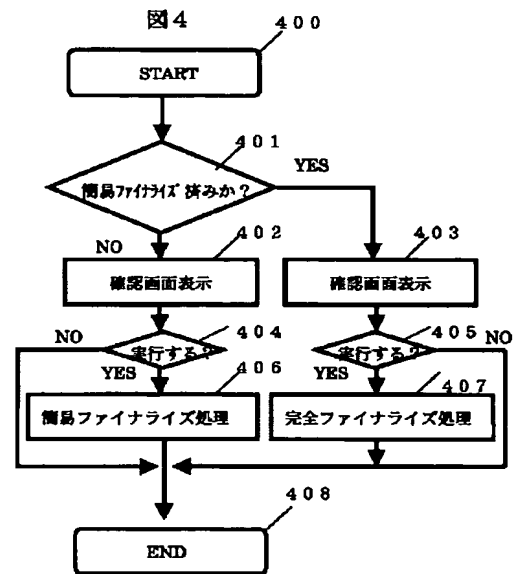 図4
400
START
401
簡易ファイナライズ 済みか？
YES
NO
402
403
確認画面表示
確認画面表示
NO
404
405
NO
実行する？
実行する？
YES
406
YES
407
簡易ファイナライズ処理
完全ファイナライズ処理
408
END